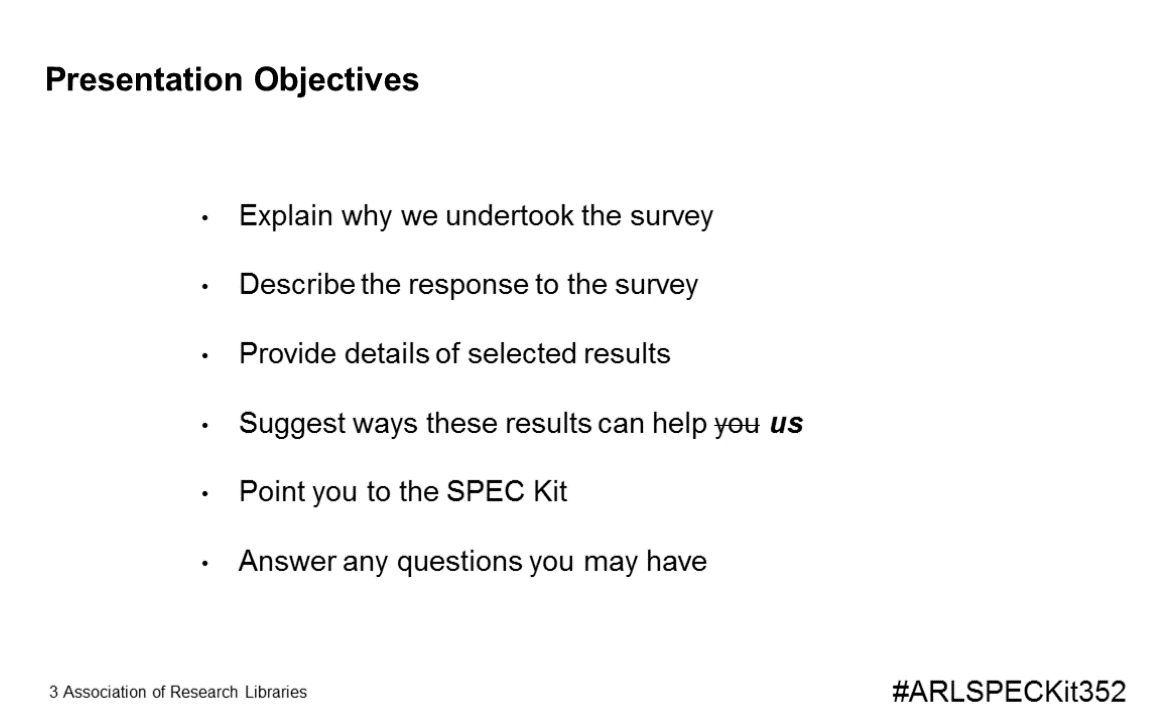 Presentation Objectives
• Explain why we undertook the survey
• Describe the response to the survey
• Provide details of selected results
• Suggest ways these results can help you us
• Point you to the SPEC Kit
• Answer any questions you may have
3 Association of Research Libraries
#ARLSPECKit352